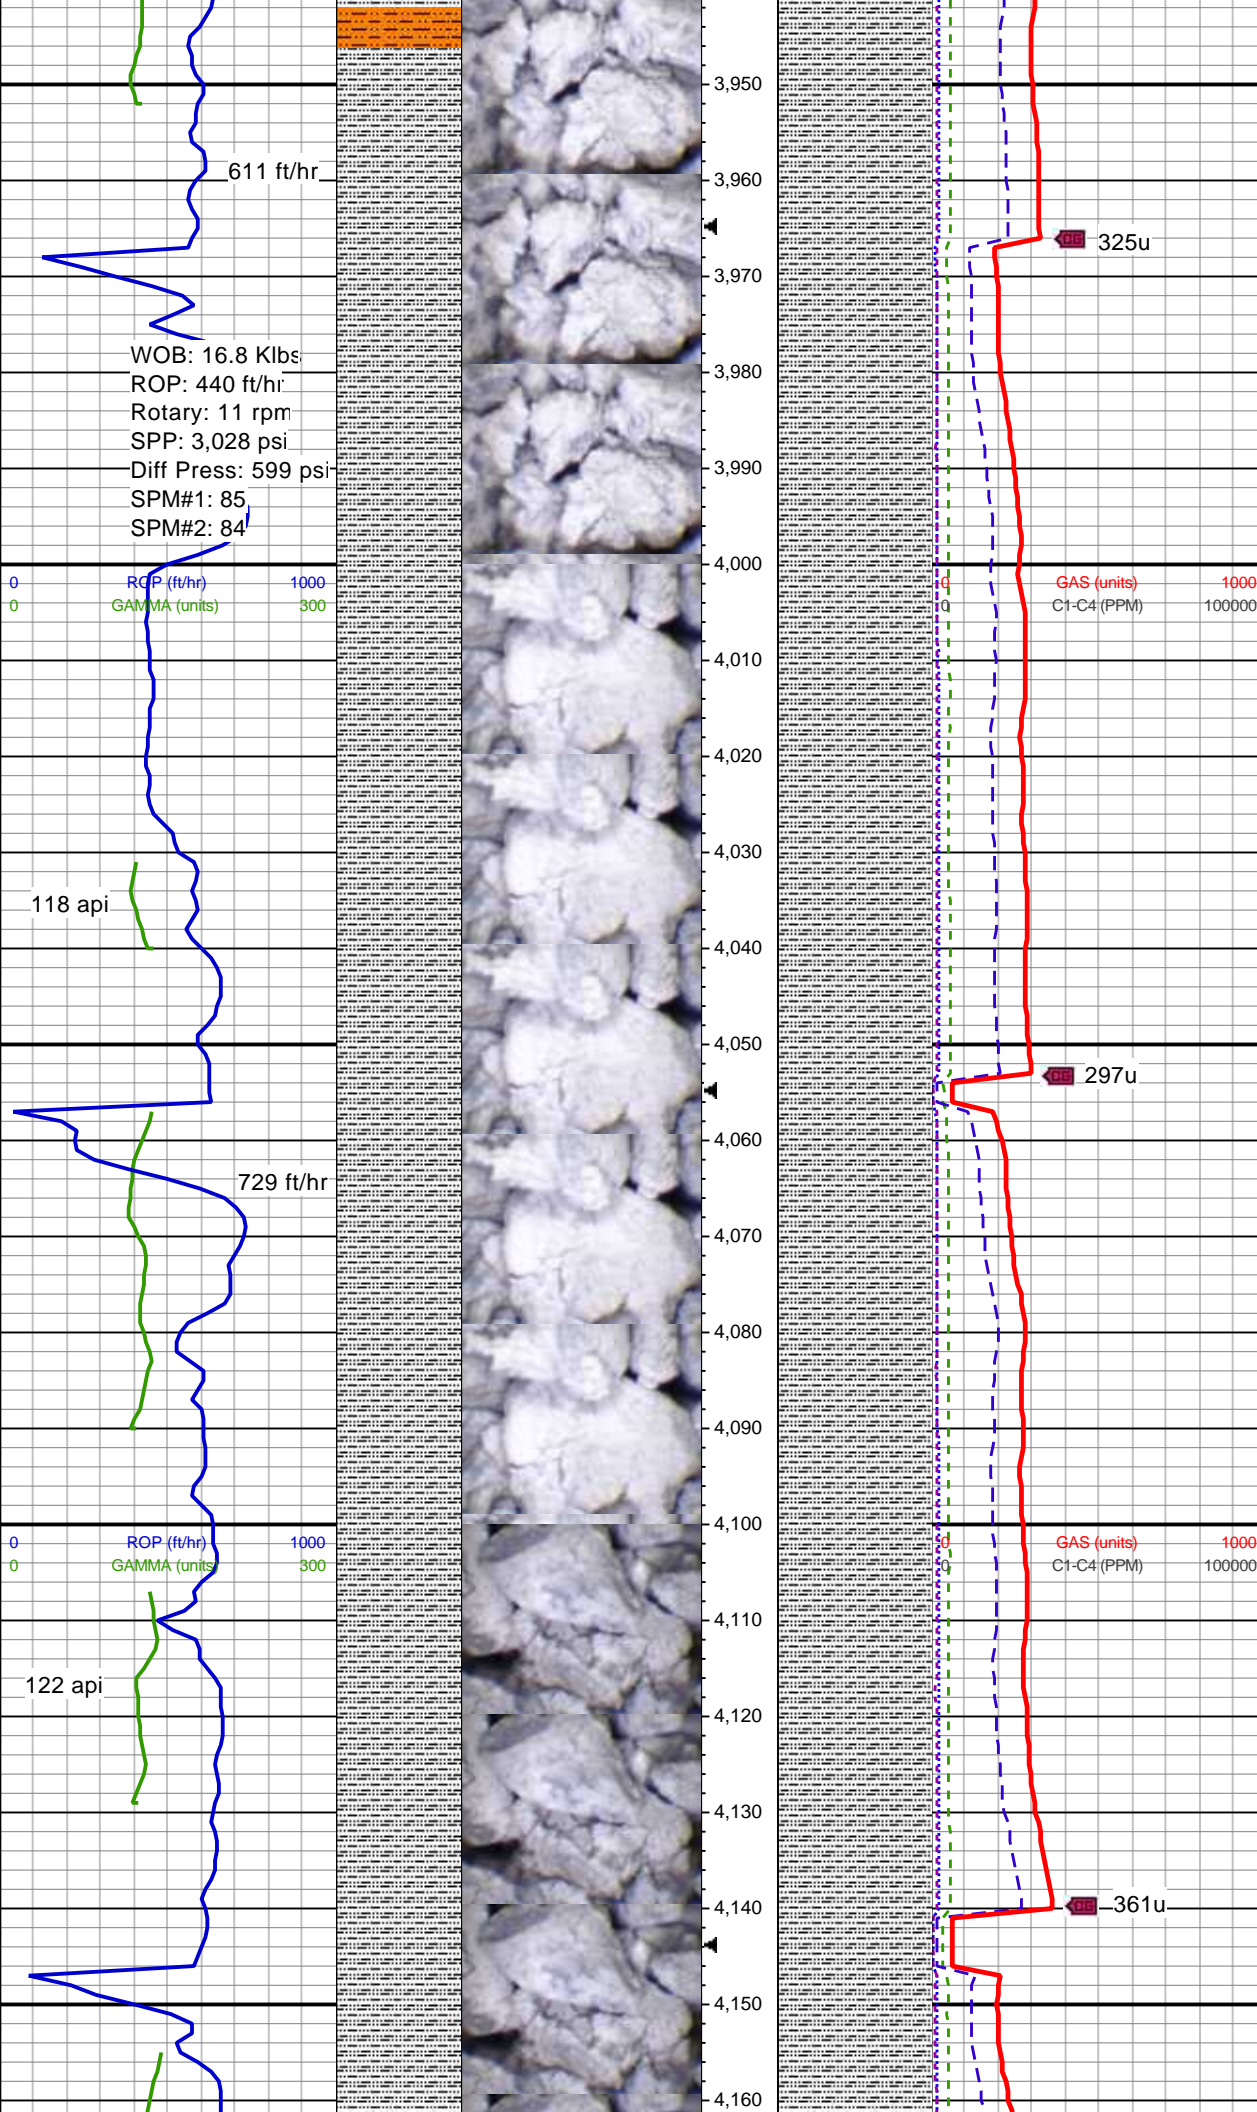 3,950
611 ft/hr
3,960
CG 325u
3,970
WOB: 16.8 Klbs
ROP: 440 ft/hr
Rotary: 11 rpm
SPP: 3,028 psi
Diff Press: 599 psi
SPM#1: 85
SPM#2: 84
3,980
3,990
4,000
0 ROP (ft/hr) 1000 0 GAS (units) 1000
0 GAMMA (units) 300 0 C1-C4 (PPM) 100000
4,010
4,020
4,030
118 api
4,040
4,050
CG 297u
4,060
729 ft/hr
4,070
4,080
4,090
4,100
0 ROP (ft/hr) 1000 0 GAS (units) 1000
0 GAMMA (units) 300 0 C1-C4 (PPM) 100000
4,110
122 api
4,120
4,130
4,140
CG 361u
4,150
4,160